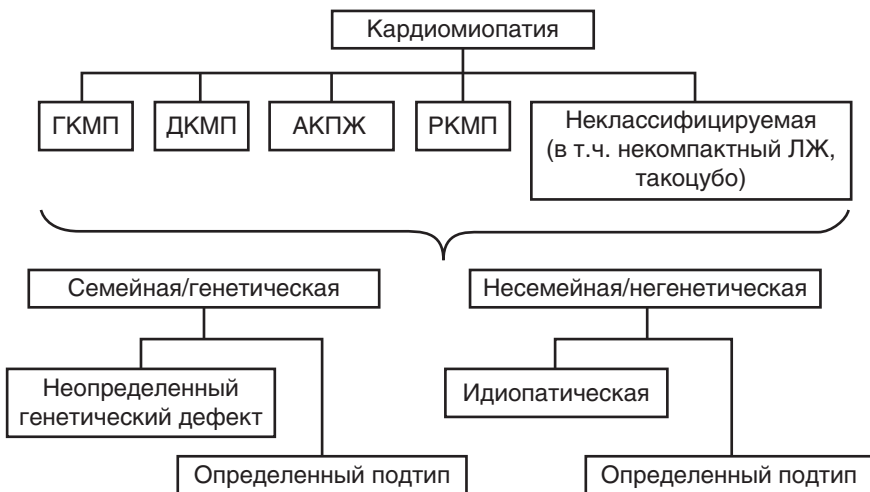 Кардиомиопатия
ГКМП
ДКМП
АКПЖ
РКМП
Неклассифицируемая
(в т.ч. некомпактный ЛЖ,
такоцубо)
Семейная/генетическая
Несемейная/негенетическая
Неопределенный
генетический дефект
Идиопатическая
Определенный подтип
Определенный подтип